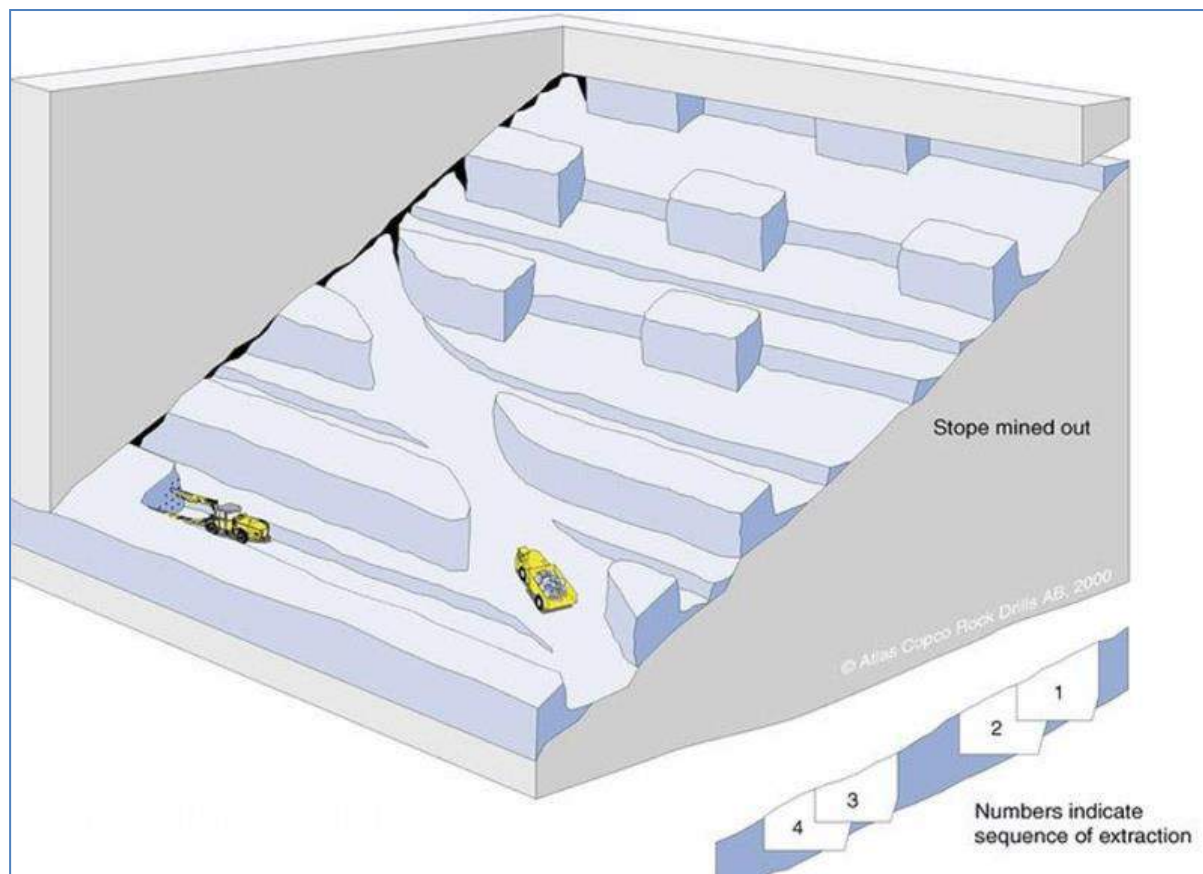 Stope mined out
© Atlas Copco Rock Drills AB, 2000
1
2
3
4
Numbers indicate
sequence of extraction